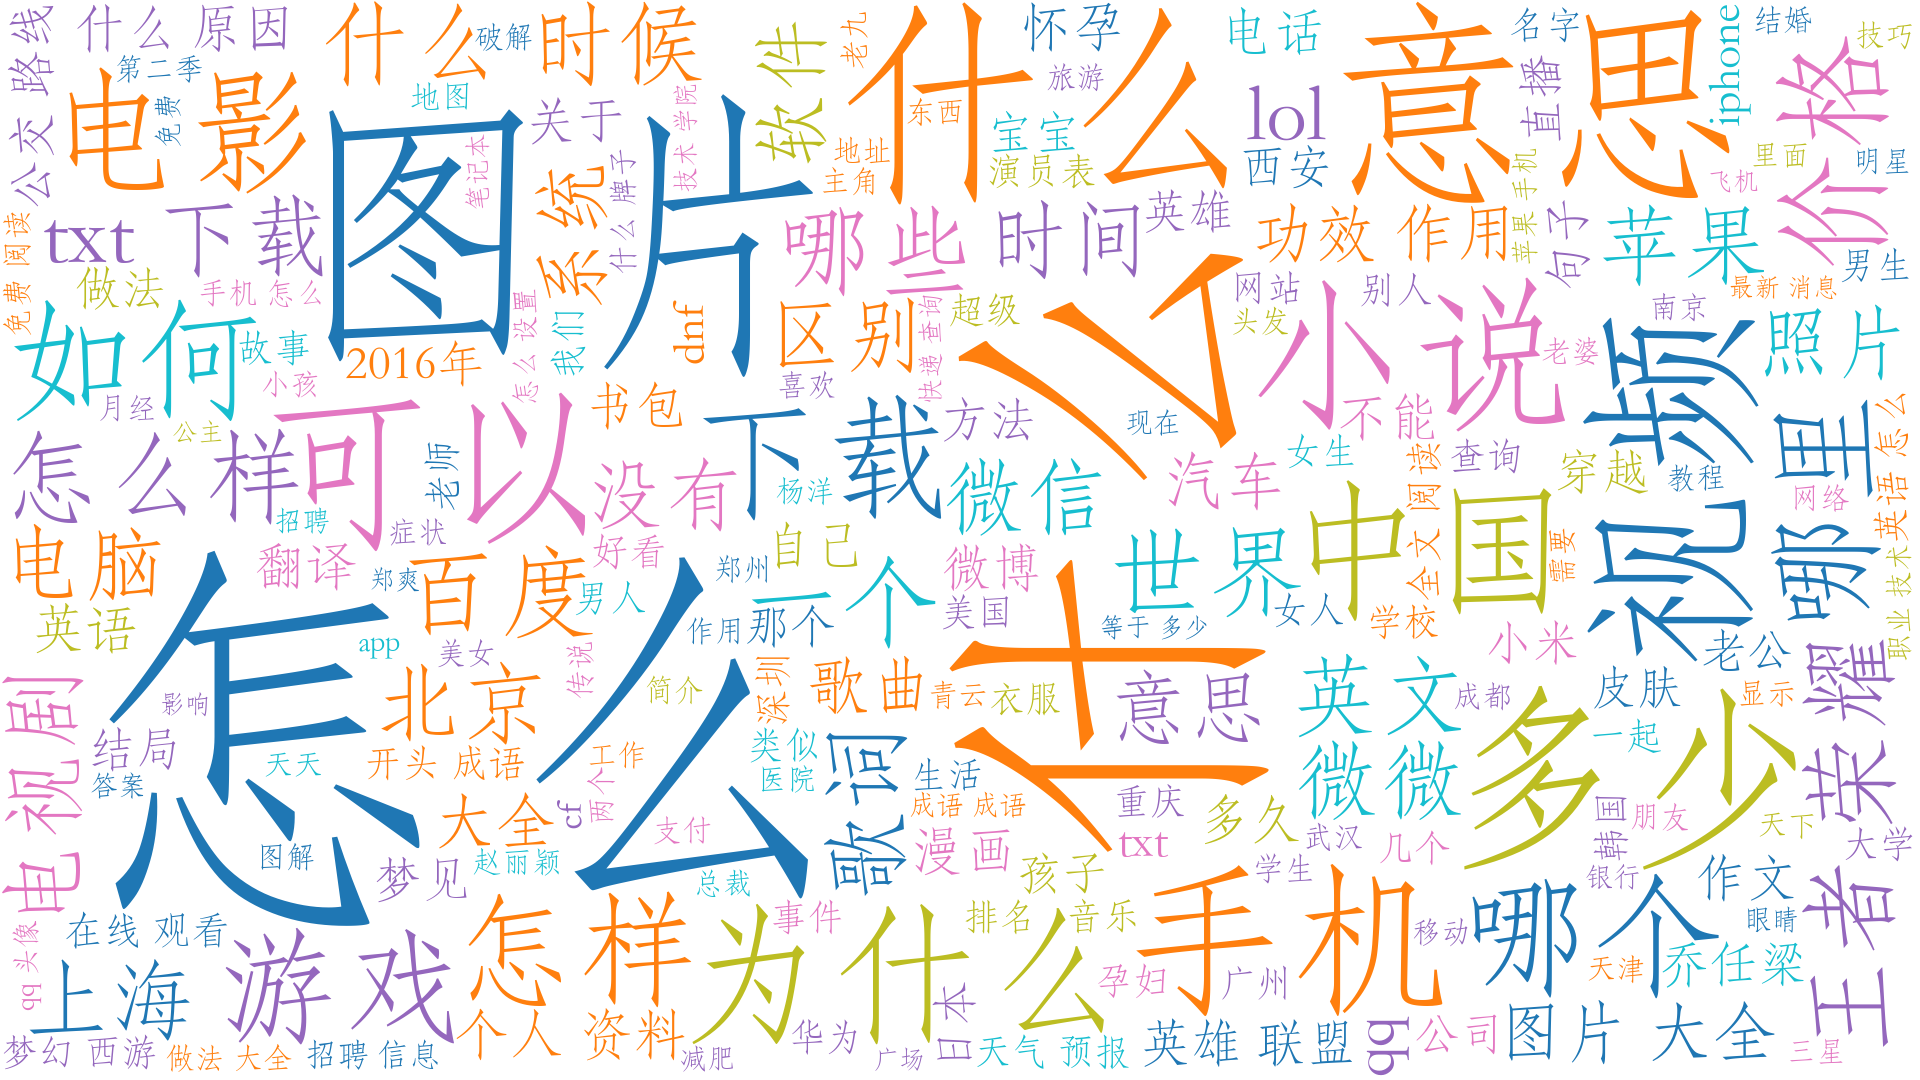 公交 路线
什么 原因
什么 时候
破解
软件
老九
什么 意思
怀孕
电话
名字
结婚
技巧
第二季
免费
电影
地图
关于
技术 学院
东西
旅游
宝宝
lol
直播
iphone
价格
图片
笔记本
系统
什么 牌子
地址
主角
演员表
西安
里面
明星
苹果 手机
飞机
免费 阅读
txt 下载
哪些
时间
英雄
功效 作用
句子
苹果
男生
做法
手机 怎么
怎么 设置
我们
dnf
区别
快递 查询
超级
什么
网站
头发
别人
小说
南京
最新 消息
如何
故事
小孩
2016年
喜欢
老婆
视频
照片
月经
公主
可以
书包
下载
方法
现在
不能
女生
查询
穿越
教程
哪里
英语 怎么
怎么样
老师
招聘
症状
没有
杨洋
微信
汽车
全文 阅读
中国
网络
职业 技术
电脑
翻译
郑爽
百度
好看
男人
郑州
自己
一个
微博
世界
需要
英语
怎么
app
美女
作用
那个
美国
等于 多少
女人
学校
小米
老公
电视剧
影响
北京
传说
简介
深圳
歌曲
青云
衣服
意思
英文
成都
多少
皮肤
显示
一起
王者 荣耀
结局
答案
天天
开头 成语
工作
两个
类似
医院
歌词
生活
成语 成语
重庆
微微
大全
cf
支付
漫画
txt
多久
武汉
几个
韩国
朋友
天下
大学
图解
梦见
赵丽颖
总裁
孩子
学生
银行
作文
qq 头像
在线 观看
游戏
怎样
事件
为什么
排名
音乐
手机
移动
哪个
眼睛
上海
孕妇
广州
天津
乔任梁
梦幻 西游
做法 大全
招聘 信息
个人 资料
减肥
华为
广场
日本
天气 预报
英雄 联盟
qq
公司
图片 大全
三星